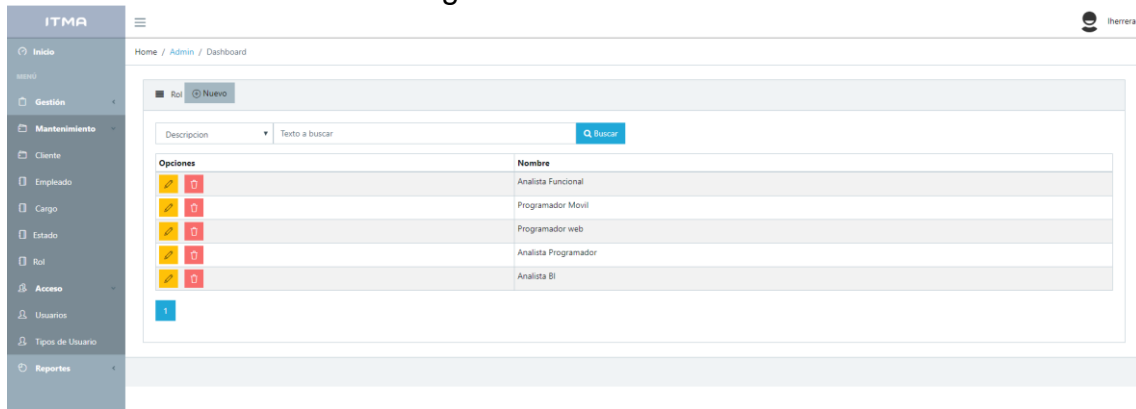 ITMA
lherrera
Inicio
Home / Admin / Dashboard
MENÚ
Gestión
Mantenimiento
Cliente
Empleado
Cargo
Estado
Rol
Acceso
Usuarios
Tipos de Usuario
Reportes
Rol Nuevo
Descripcion Texto a buscar Buscar
Opciones Nombre
Analista Funcional
Programador Movil
Programador web
Analista Programador
Analista BI
1